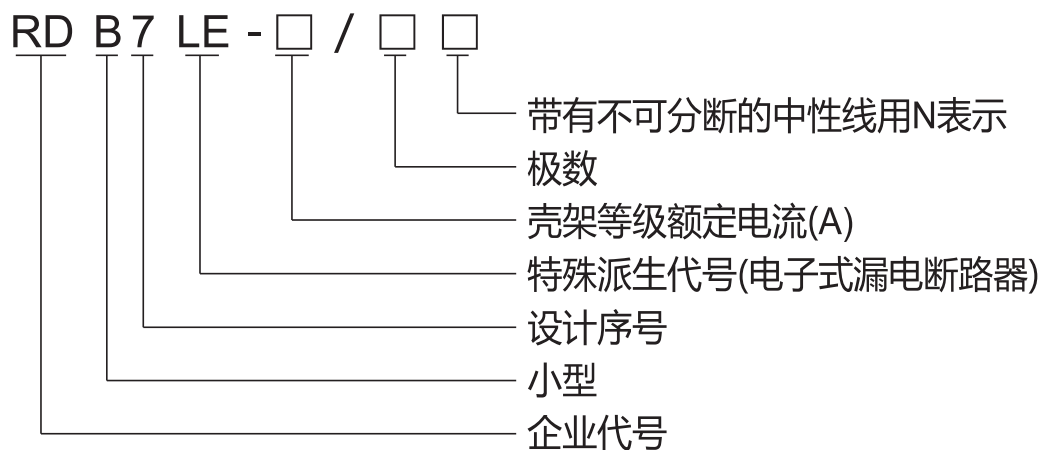 RD B 7 LE - □ / □ □
带有不可分断的中性线用N表示
极数
壳架等级额定电流(A)
特殊派生代号(电子式漏电断路器)
设计序号
小型
企业代号